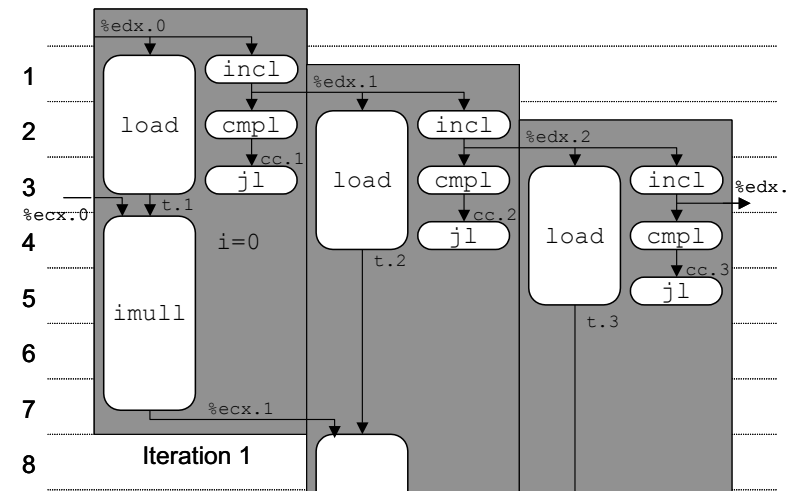 %edx.0
1
incl
%edx.1
load
2
cmpl
incl
%edx.2
cc.1
load
3
jl
cmpl
incl
%edx.
%ecx.0
t.1
cc.2
load
4
i=0
jl
cmpl
t.2
cc.3
5
jl
imull
t.3
6
7
%ecx.1
Iteration 1
8